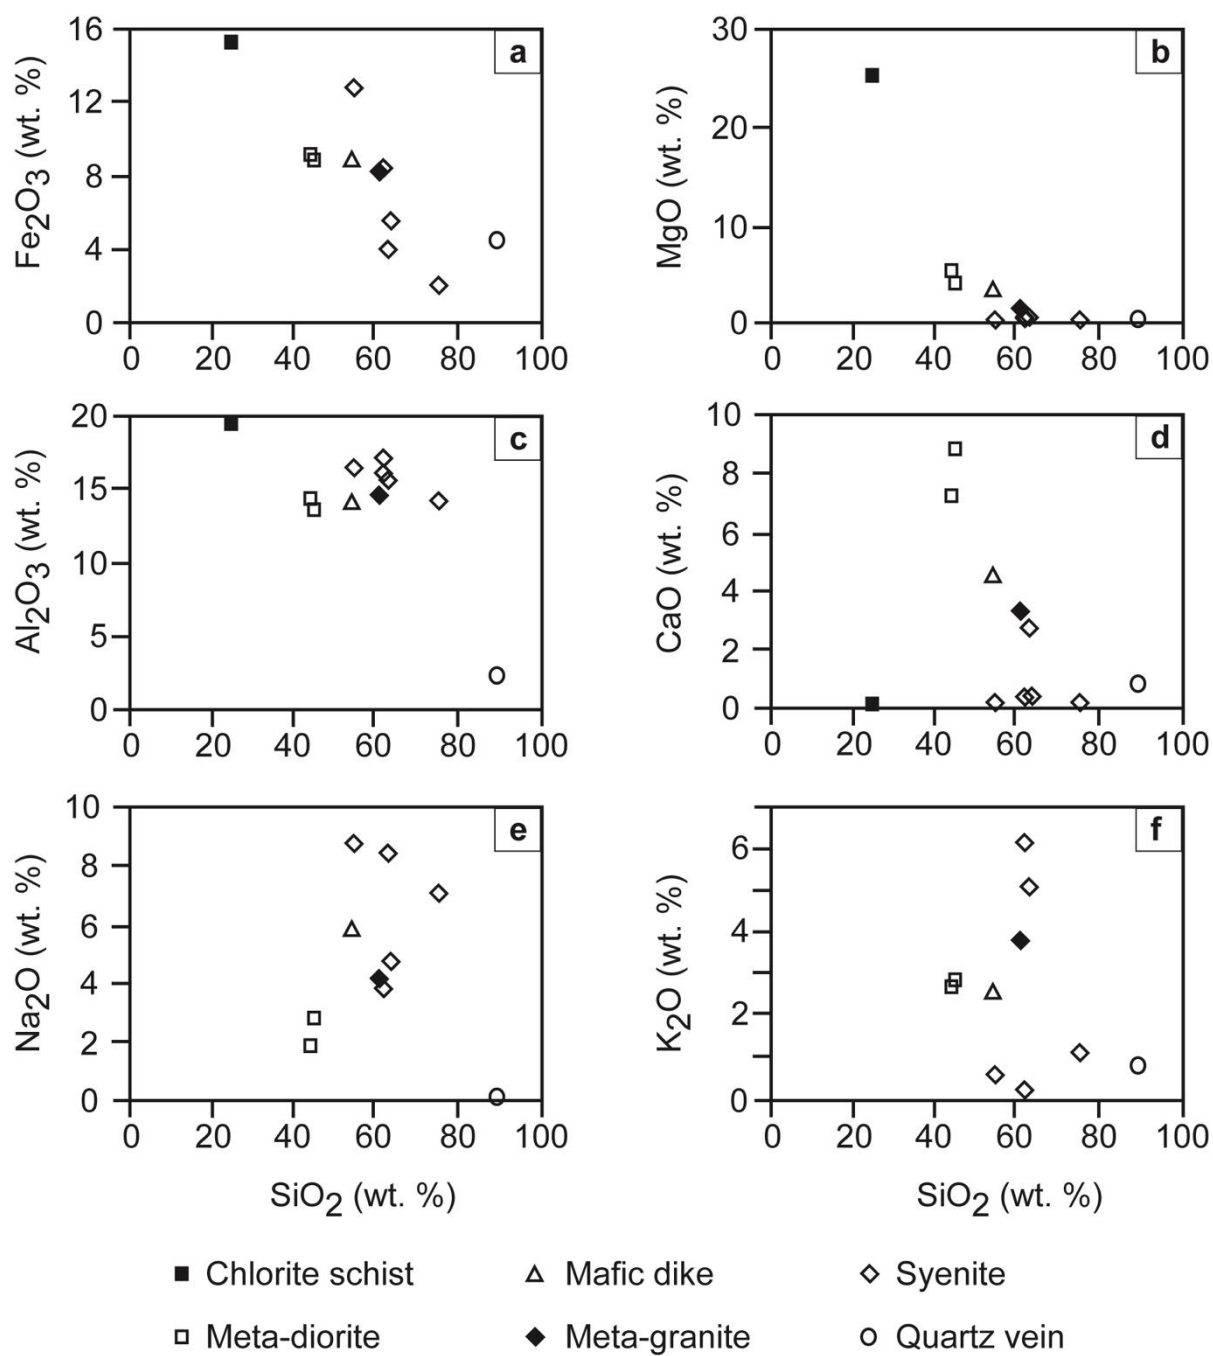 a
Fe2O3 (wt. %)
16
12
8
4
0
0 20 40 60 80 100
b
MgO (wt. %)
30
20
10
0
0 20 40 60 80 100
c
Al2O3 (wt. %)
20
15
10
5
0
0 20 40 60 80 100
d
CaO (wt. %)
10
8
6
4
2
0
0 20 40 60 80 100
e
Na2O (wt. %)
10
8
6
4
2
0
0 20 40 60 80 100
SiO2 (wt. %)
f
K2O (wt. %)
6
4
2
0
0 20 40 60 80 100
SiO2 (wt. %)
Chlorite schist Mafic dike Syenite
Meta-diorite Meta-granite Quartz vein